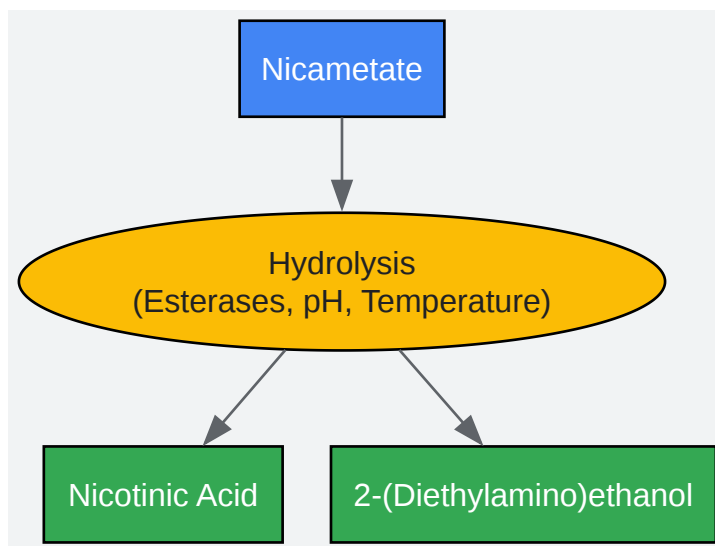 Nicametate
Hydrolysis
(Esterases, pH, Temperature)
Nicotinic Acid
2-(Diethylamino)ethanol